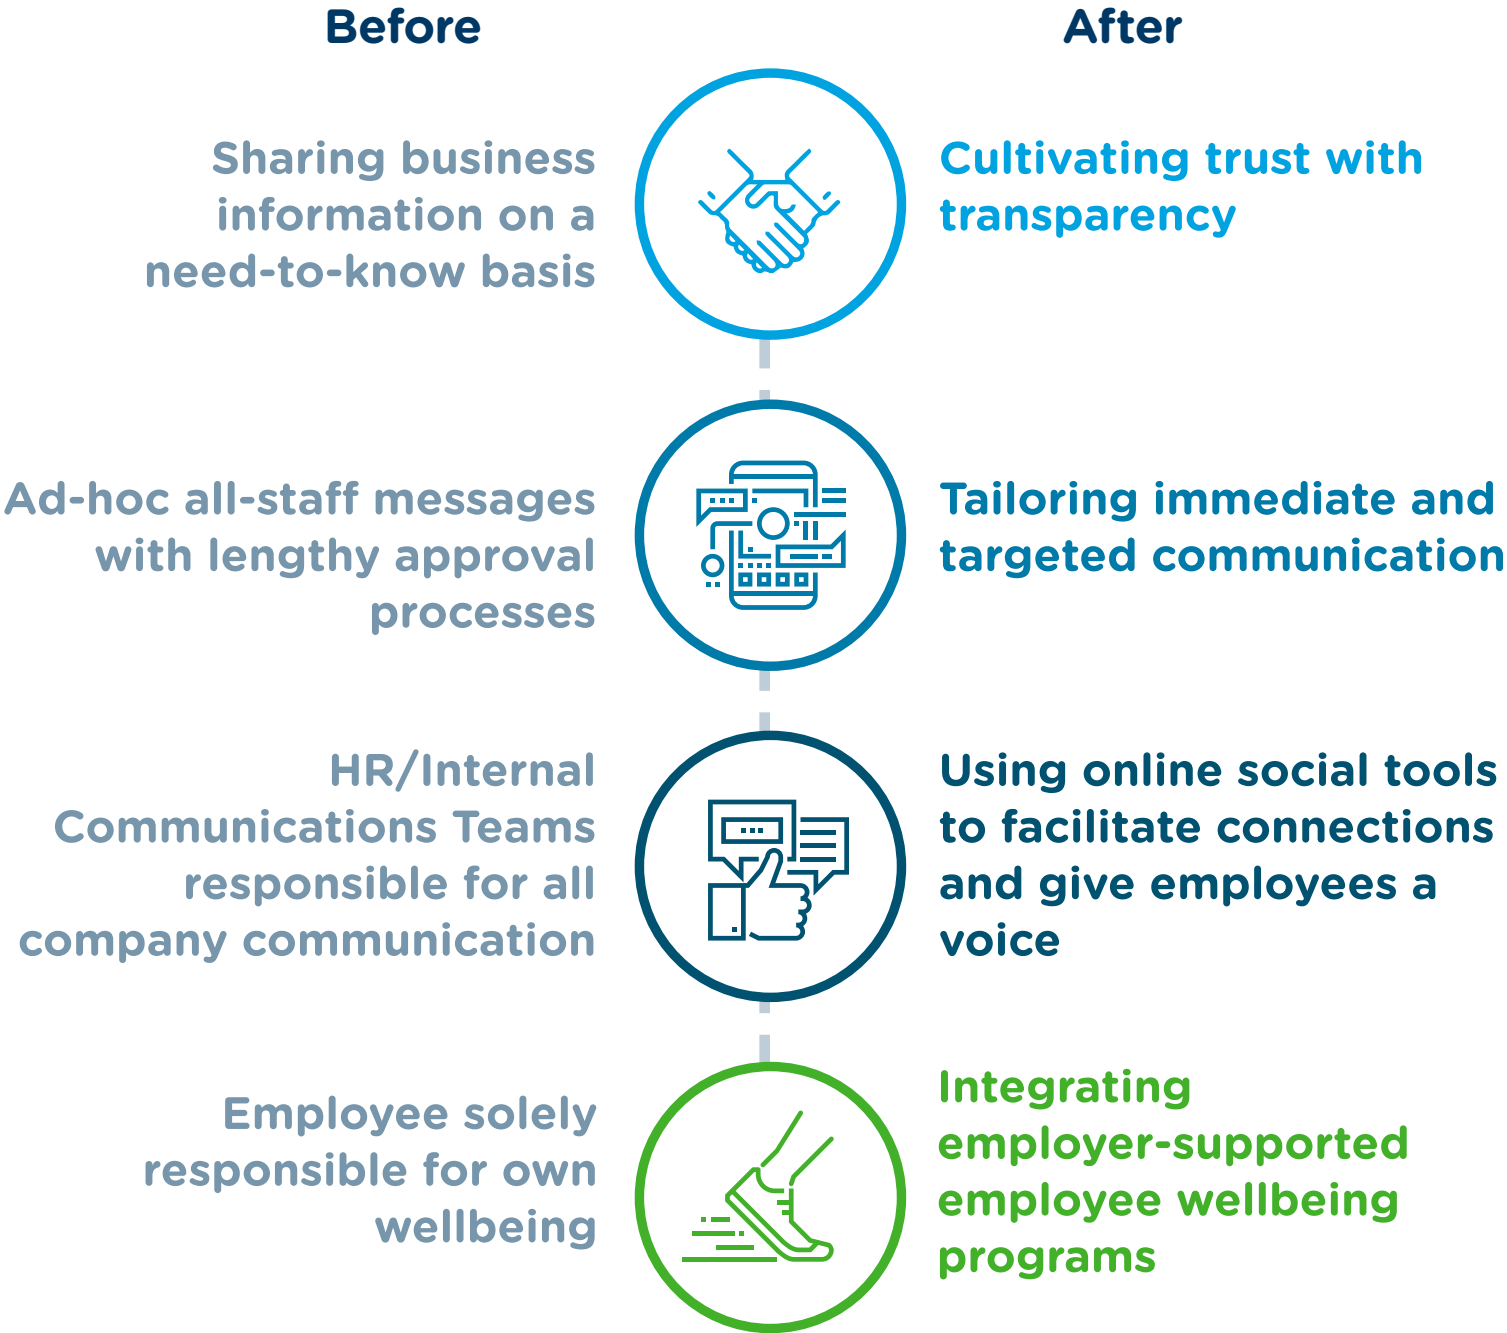 Before
After
Sharing business
information on a
need-to-know basis
Cultivating trust with
transparency
Ad-hoc all-staff messages
with lengthy approval
processes
Tailoring immediate and
targeted communication
HR/Internal
Communications Teams
responsible for all
company communication
Using online social tools
to facilitate connections
and give employees a
voice
Employee solely
responsible for own
wellbeing
Integrating
employer-supported
employee wellbeing
programs